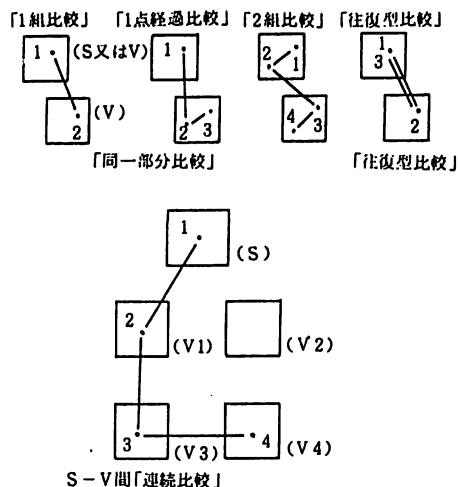 「1組比較」 「1点経過比較」 「2組比較」 「往復型比較」
1 (S又はV) 1 2 1 1
3
2 (V) 2 3 4 3 2
「同一部分比較」 「往復型比較」
1
(S)
2 (V1) (V2)
3 (V3) 4 (V4)
S－V間「連続比較」